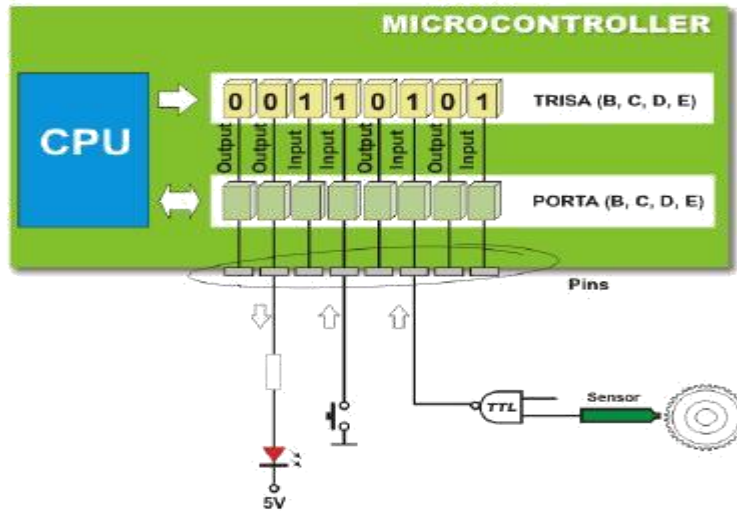 MICROCONTROLLER
CPU
0 0 1 1 0 1 0 1
TRISA (B, C, D, E)
Output Output Input Input Output Input Output Input
PORTA (B, C, D, E)
Pins
Sensor
TTL
5V